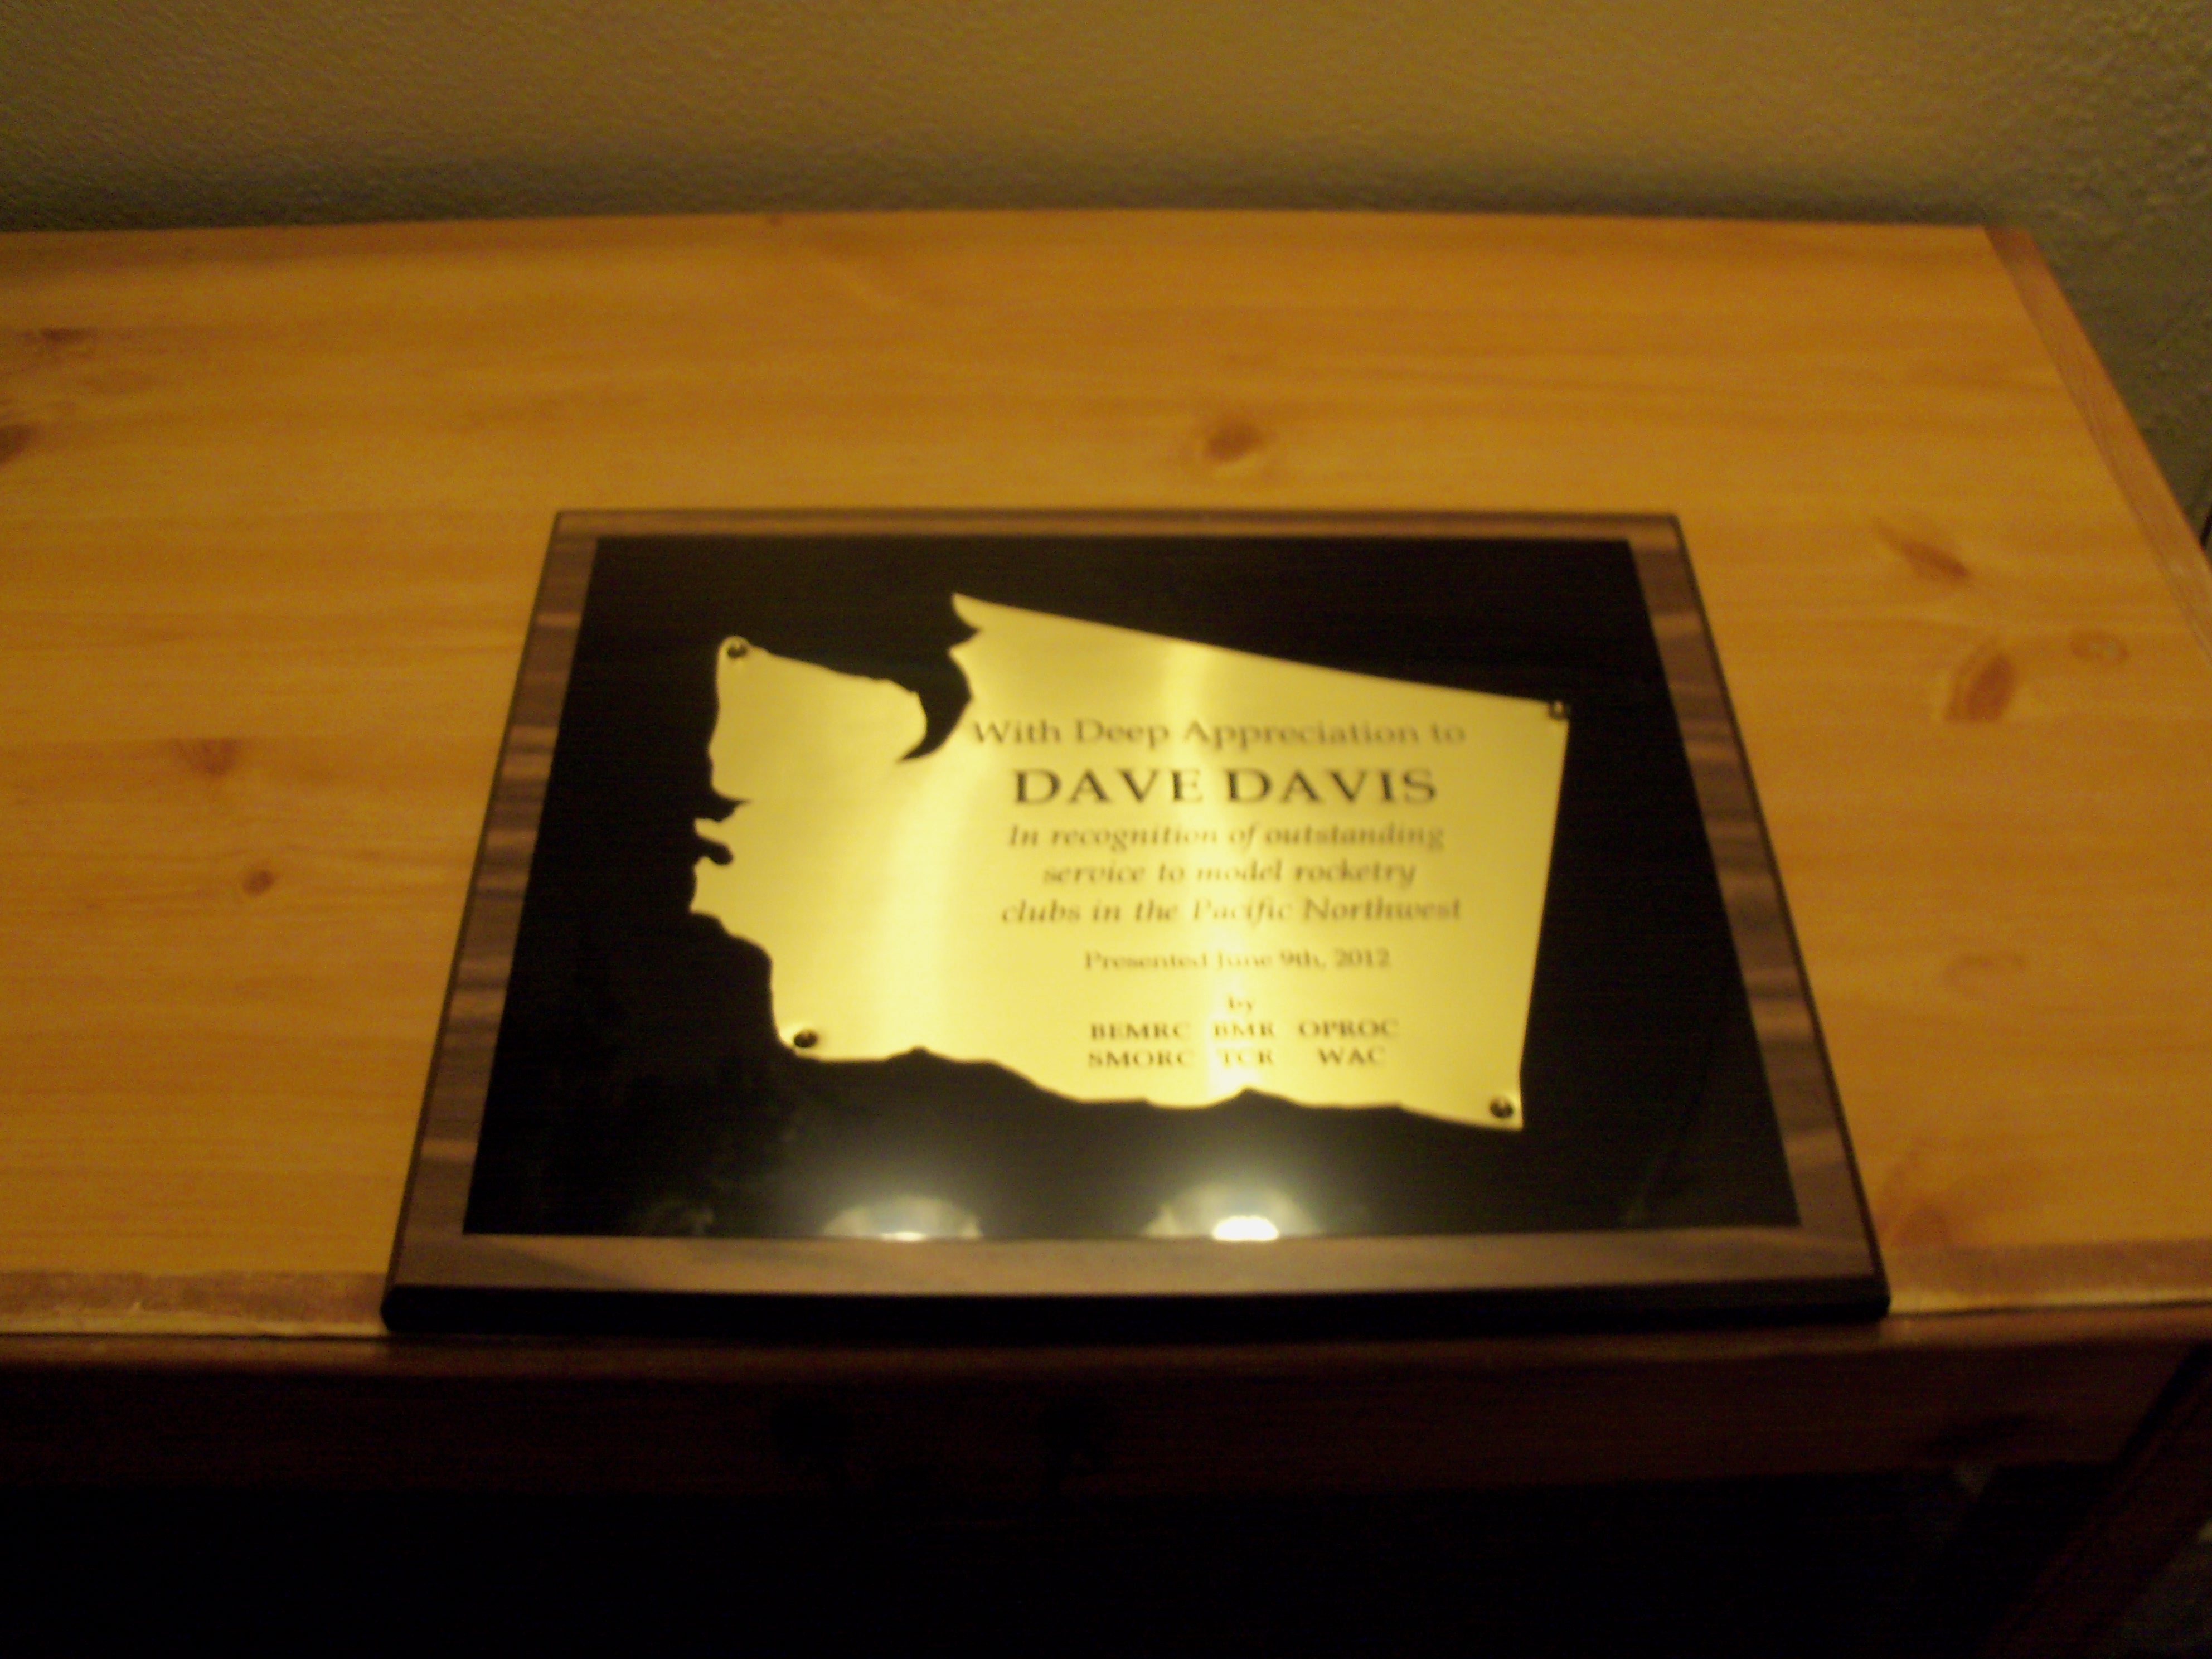 With Deep Appreciation to
DAVE DAVIS
In recognition of outstanding
service to model rocketry
clubs in the Pacific Northwest
Presented June 9th, 2012
by
BEMRC BMR OPROC
SMORC TCR WAC